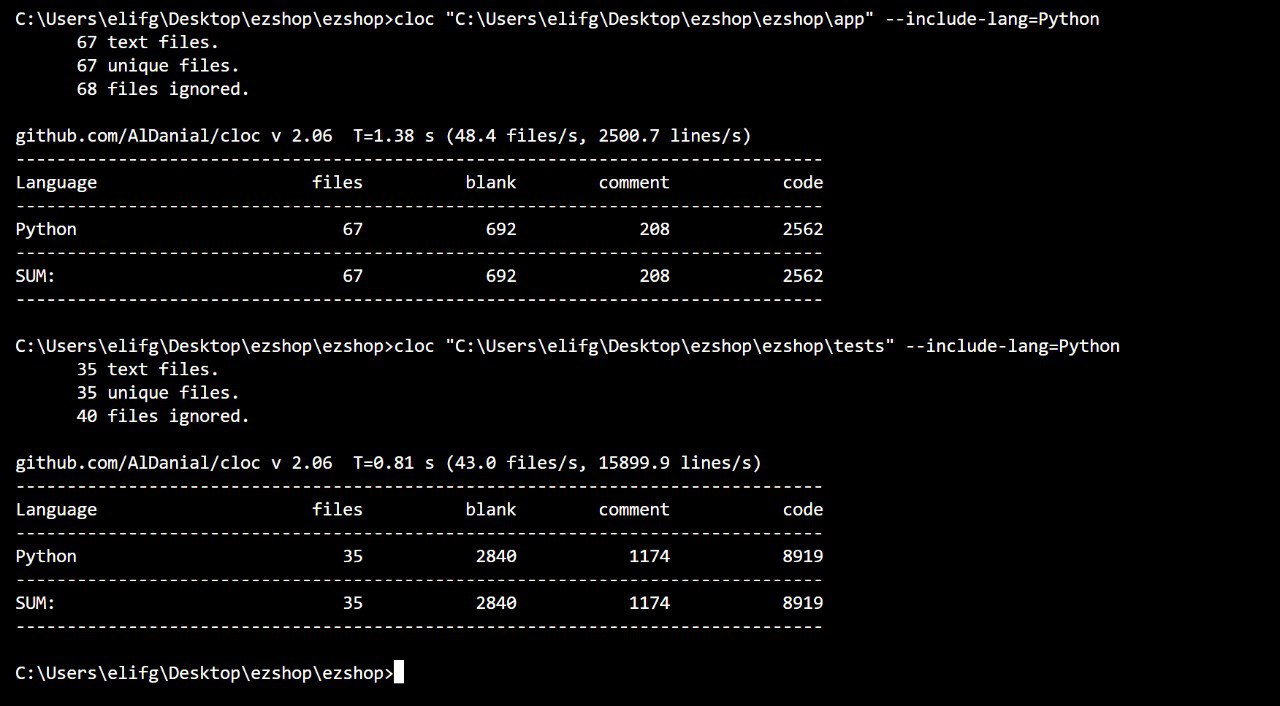 C:\Users\elifg\Desktop\ezshop\ezshop>cloc "C:\Users\elifg\Desktop\ezshop\ezshop\app" --include-lang=Python
      67 text files.
      67 unique files.
      68 files ignored.

github.com/AlDanial/cloc v 2.06  T=1.38 s (48.4 files/s, 2500.7 lines/s)
-------------------------------------------------------------------------------
Language                     files          blank        comment           code
-------------------------------------------------------------------------------
Python                          67            692            208           2562
-------------------------------------------------------------------------------
SUM:                            67            692            208           2562
-------------------------------------------------------------------------------

C:\Users\elifg\Desktop\ezshop\ezshop>cloc "C:\Users\elifg\Desktop\ezshop\ezshop\tests" --include-lang=Python
      35 text files.
      35 unique files.
      40 files ignored.

github.com/AlDanial/cloc v 2.06  T=0.81 s (43.0 files/s, 15899.9 lines/s)
-------------------------------------------------------------------------------
Language                     files          blank        comment           code
-------------------------------------------------------------------------------
Python                          35           2840           1174           8919
-------------------------------------------------------------------------------
SUM:                            35           2840           1174           8919
-------------------------------------------------------------------------------

C:\Users\elifg\Desktop\ezshop\ezshop>